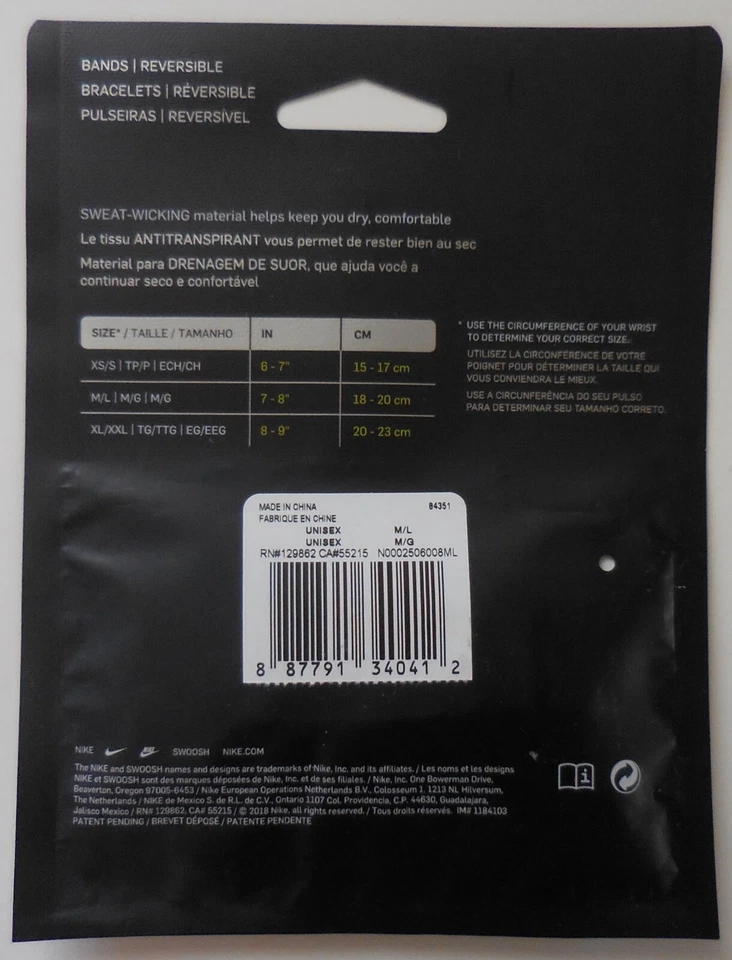 BANDS | REVERSIBLE
BRACELETS | RÉVERSIBLE
PULSEIRAS | REVERSÍVEL
SWEAT-WICKING material helps keep you dry, comfortable
Le tissu ANTITRANSPIRANT vous permet de rester bien au sec
Material para DRENAGEM DE SUOR, que ajuda você a
continuar seco e confortável
SIZE* / TAILLE / TAMANHO IN CM
XS/S | TP/P | ECH/CH 6 - 7" 15 - 17 cm
M/L | M/G | M/G 7 - 8" 18 - 20 cm
XL/XXL | TG/TTG | EG/EEG 8 - 9" 20 - 23 cm
* USE THE CIRCUMFERENCE OF YOUR WRIST
TO DETERMINE YOUR CORRECT SIZE.
UTILISEZ LA CIRCONFÉRENCE DE VOTRE
POIGNET POUR DÉTERMINER LA TAILLE QUI
VOUS CONVIENDRA LE MIEUX.
USE A CIRCUNFERÊNCIA DO SEU PULSO
PARA DETERMINAR SEU TAMANHO CORRETO.
MADE IN CHINA 84351
FABRIQUE EN CHINE
UNISEX M/L
UNISEX M/G
RN#129862 CA#55215 N0002506008ML
8 87791 34041 2
NIKE NIKE SWOOSH NIKE.COM
The NIKE and SWOOSH names and designs are trademarks of Nike, Inc. and its affiliates. / Les noms et les designs
NIKE et SWOOSH sont des marques déposées de Nike, Inc. et de ses filiales. / Nike, Inc. One Bowerman Drive,
Beaverton, Oregon 97005-6453 / Nike European Operations Netherlands B.V., Colosseum 1. 1213 NL Hilversum,
The Netherlands / NIKE de Mexico S. de R.L. de C.V., Ontario 1107 Col. Providencia, C.P. 44630, Guadalajara,
Jalisco Mexico / RN# 129862, CA# 55215 / © 2018 Nike, all rights reserved. / Tous droits réservés. IM# 1184103
PATENT PENDING / BREVET DÉPOSÉ / PATENTE PENDENTE